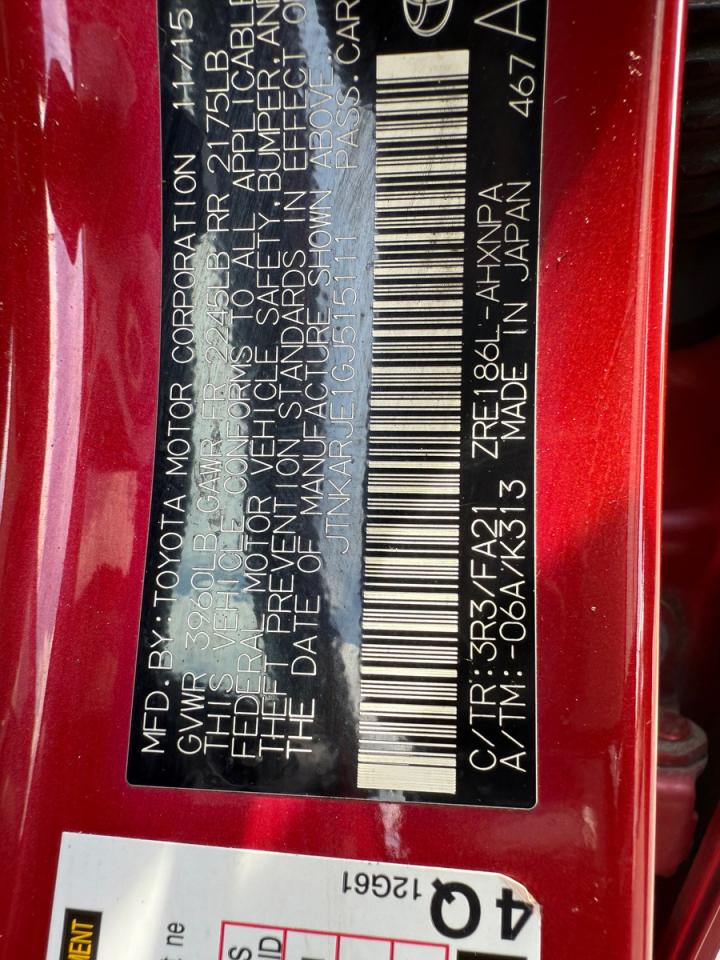 MFD. BY: TOYOTA MOTOR CORPORATION 11/15
GVWR 3960LB GAWR FR 2245LB RR 2175LB
THIS VEHICLE CONFORMS TO ALL APPLICABLE
FEDERAL MOTOR VEHICLE SAFETY, BUMPER, AND
THEFT PREVENTION STANDARDS IN EFFECT ON
THE DATE OF MANUFACTURE SHOWN ABOVE.
JTNKARJE1GJ515111 PASS. CAR
C/TR: 3R3/FA21 ZRE186L-AHXNPA
A/TM: -06A/K313 MADE IN JAPAN 467 A
4Q 12G61